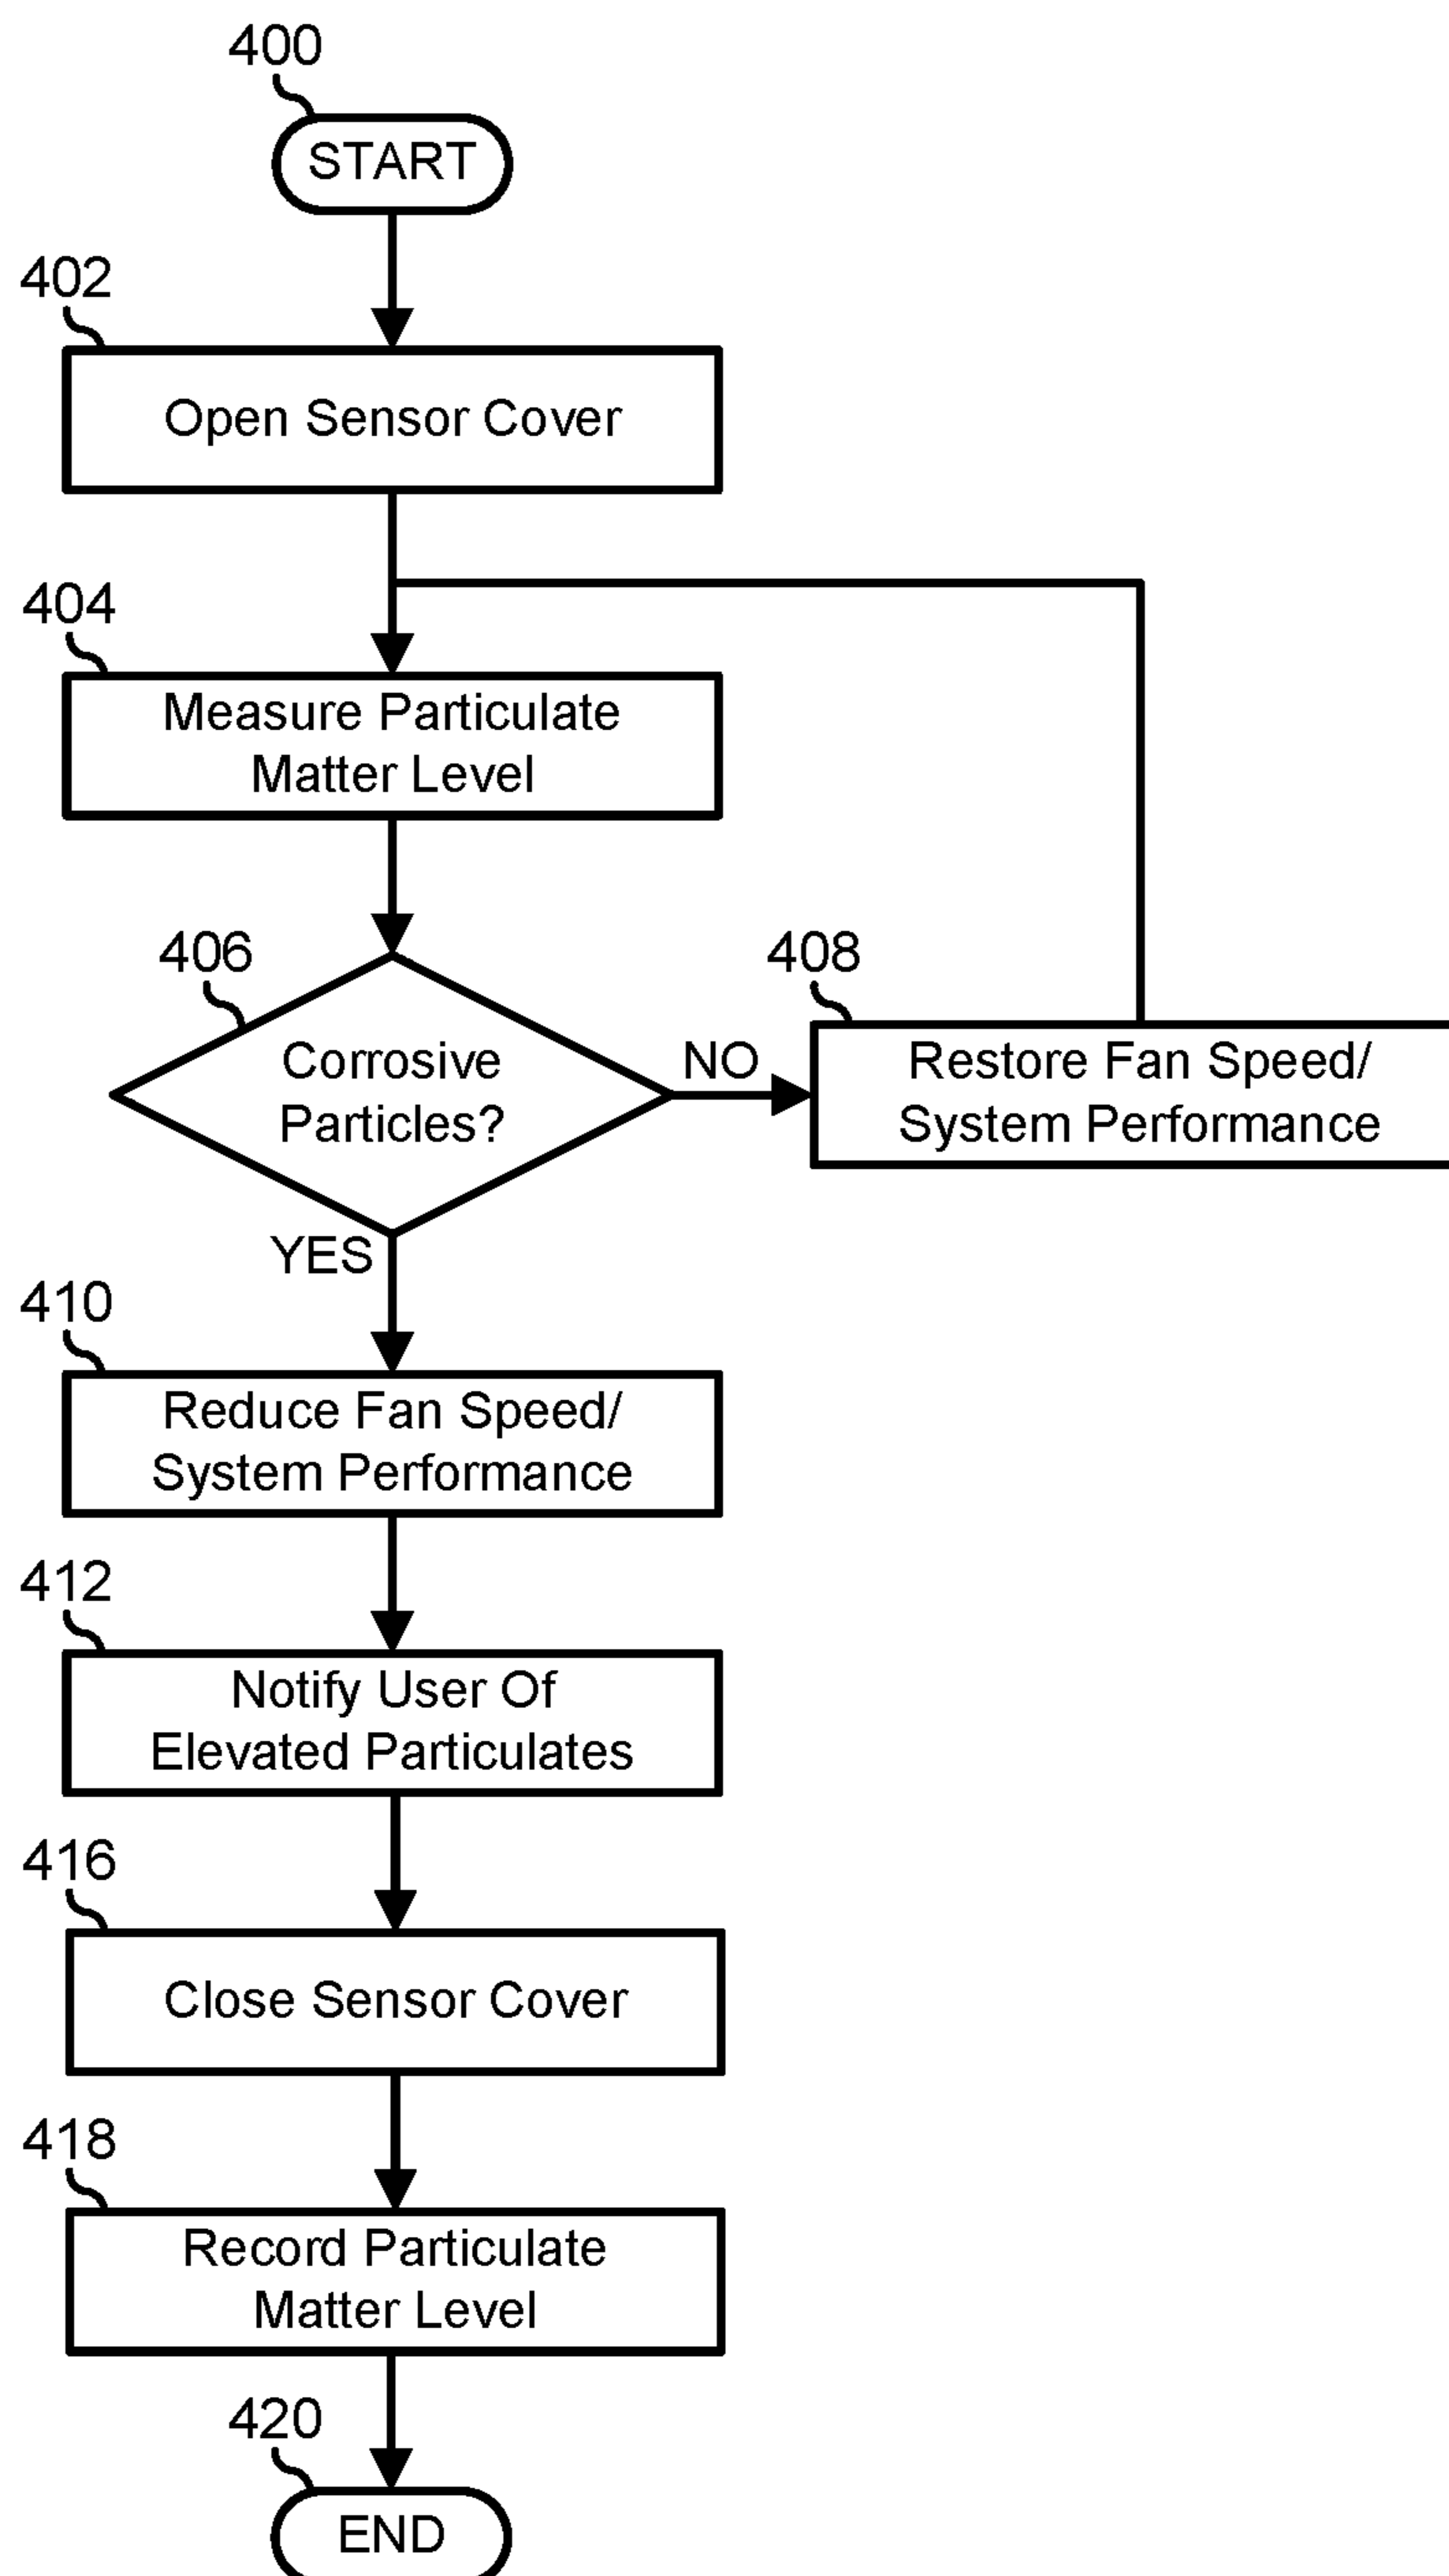 400
START
402
Open Sensor Cover
404
Measure Particulate
Matter Level
406
Corrosive
Particles?
NO
408
Restore Fan Speed/
System Performance
YES
410
Reduce Fan Speed/
System Performance
412
Notify User Of
Elevated Particulates
416
Close Sensor Cover
418
Record Particulate
Matter Level
420
END